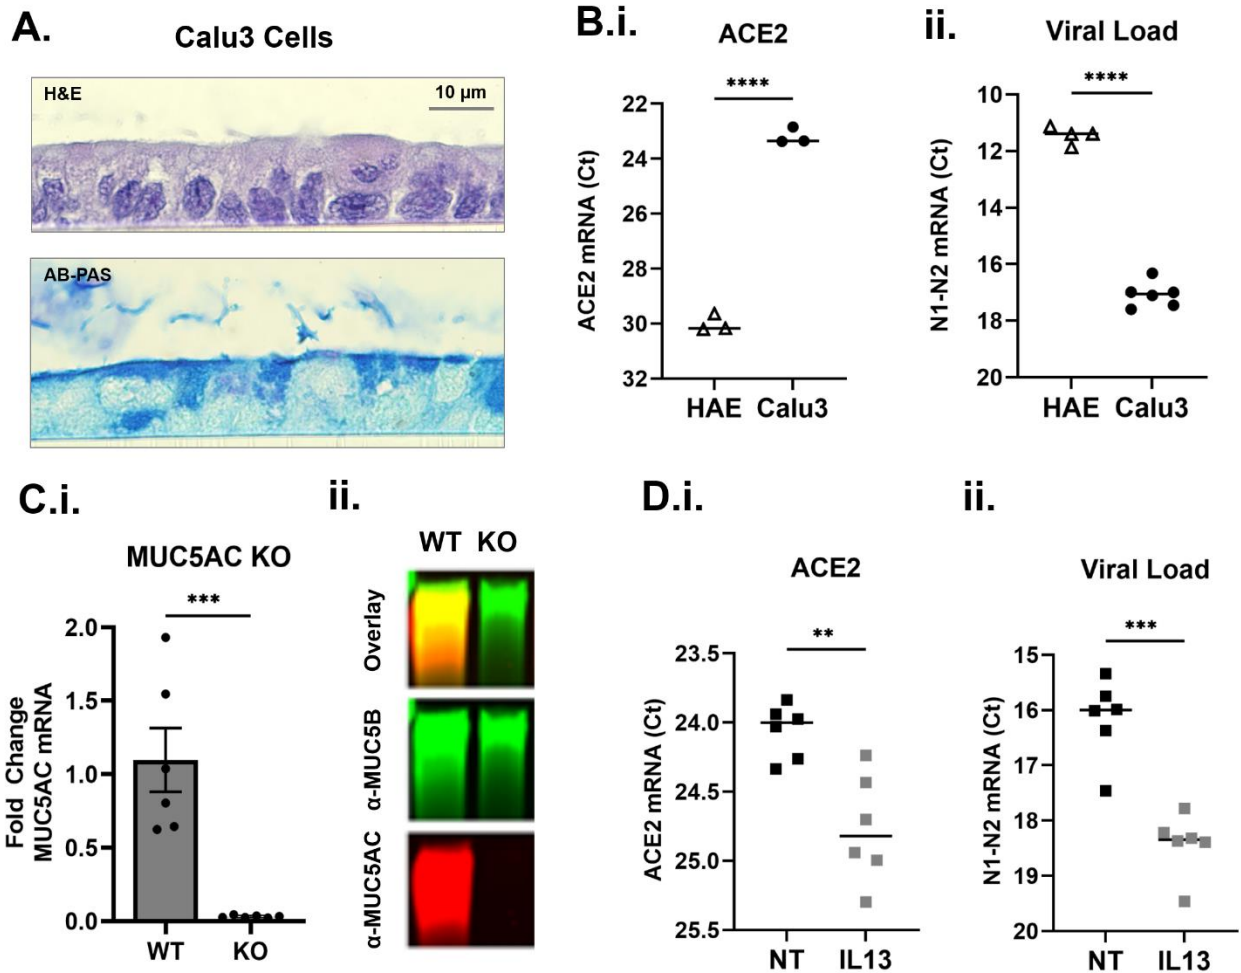 A.
Calu3 Cells
H&E
10 µm
AB-PAS
B.i.
ACE2
****
ACE2 mRNA (Ct)
22
24
26
28
30
32
HAE Calu3
ii.
Viral Load
****
N1-N2 mRNA (Ct)
10
12
14
16
18
20
HAE Calu3
C.i.
MUC5AC KO
***
Fold Change
MUC5AC mRNA
2.0
1.5
1.0
0.5
0.0
WT KO
ii.
WT KO
Overlay
α-MUC5B
α-MUC5AC
D.i.
ACE2
**
ACE2 mRNA (Ct)
23.5
24.0
24.5
25.0
25.5
NT IL13
ii.
Viral Load
***
N1-N2 mRNA (Ct)
15
16
17
18
19
20
NT IL13